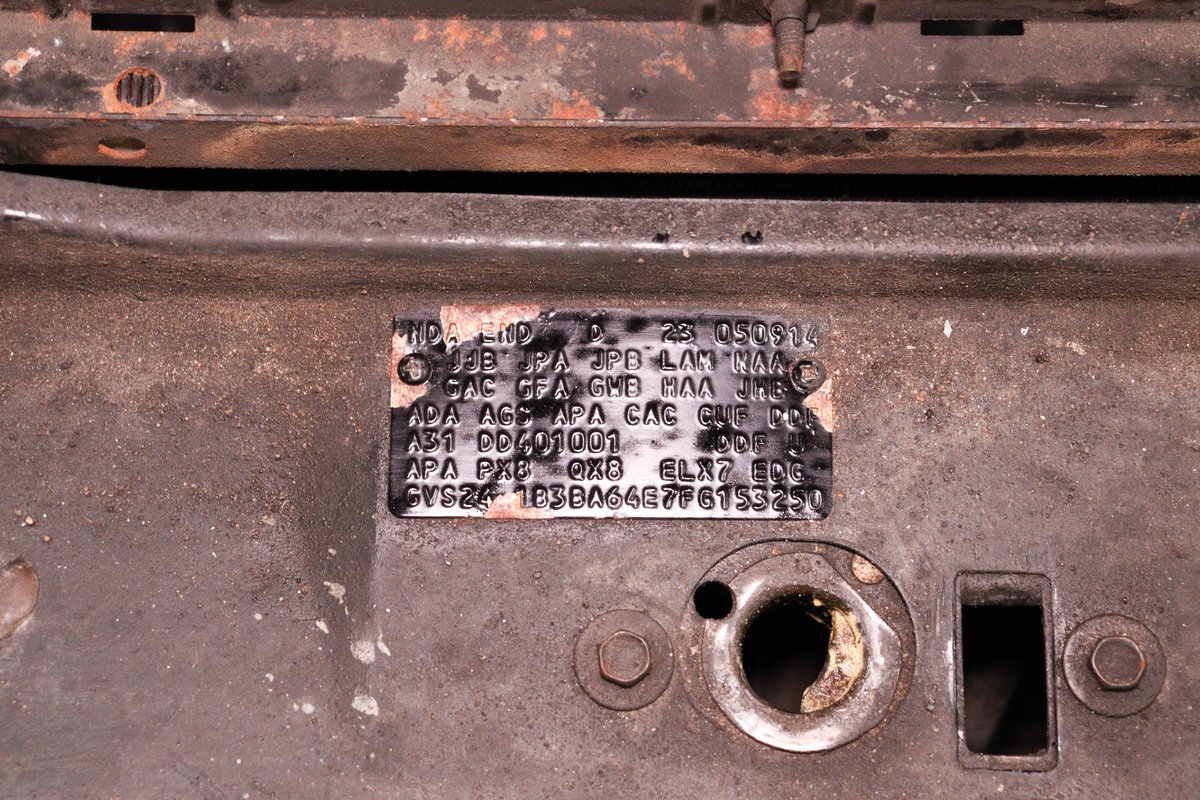 NDA END D 23 050914
JJB JPA JPB LAM NAA
GAC GFA GWB HAA JHB
ADA AGS APA CAC CUF DDF
A31 DD401001 DDF U
APA PX8 QX8 ELX7 EDG
GVS24 1B3BA64E7FG153250